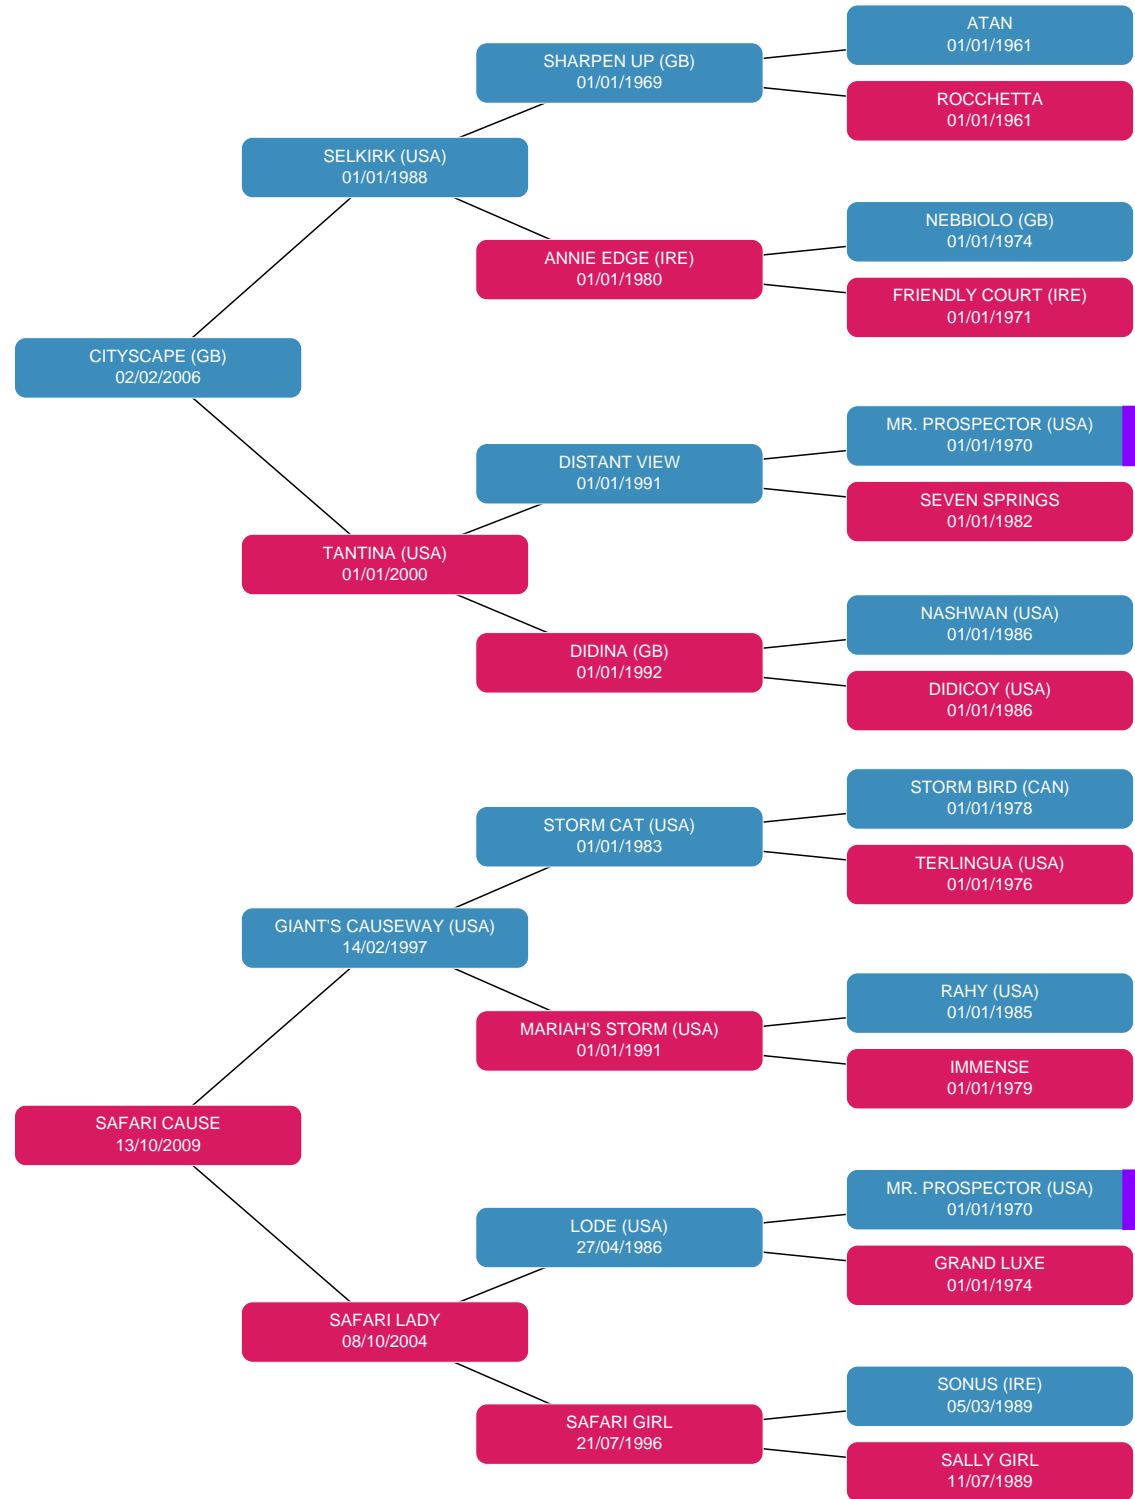 ATAN
01/01/1961
SHARPEN UP (GB)
01/01/1969
ROCCHETTA
01/01/1961
SELKIRK (USA)
01/01/1988
NEBBIOLO (GB)
01/01/1974
ANNIE EDGE (IRE)
01/01/1980
FRIENDLY COURT (IRE)
01/01/1971
CITYSCAPE (GB)
02/02/2006
MR. PROSPECTOR (USA)
01/01/1970
DISTANT VIEW
01/01/1991
SEVEN SPRINGS
01/01/1982
TANTINA (USA)
01/01/2000
NASHWAN (USA)
01/01/1986
DIDINA (GB)
01/01/1992
DIDICOY (USA)
01/01/1986
STORM BIRD (CAN)
01/01/1978
STORM CAT (USA)
01/01/1983
TERLINGUA (USA)
01/01/1976
GIANT'S CAUSEWAY (USA)
14/02/1997
RAHY (USA)
01/01/1985
MARIAH'S STORM (USA)
01/01/1991
IMMENSE
01/01/1979
SAFARI CAUSE
13/10/2009
MR. PROSPECTOR (USA)
01/01/1970
LODE (USA)
27/04/1986
GRAND LUXE
01/01/1974
SAFARI LADY
08/10/2004
SONUS (IRE)
05/03/1989
SAFARI GIRL
21/07/1996
SALLY GIRL
11/07/1989